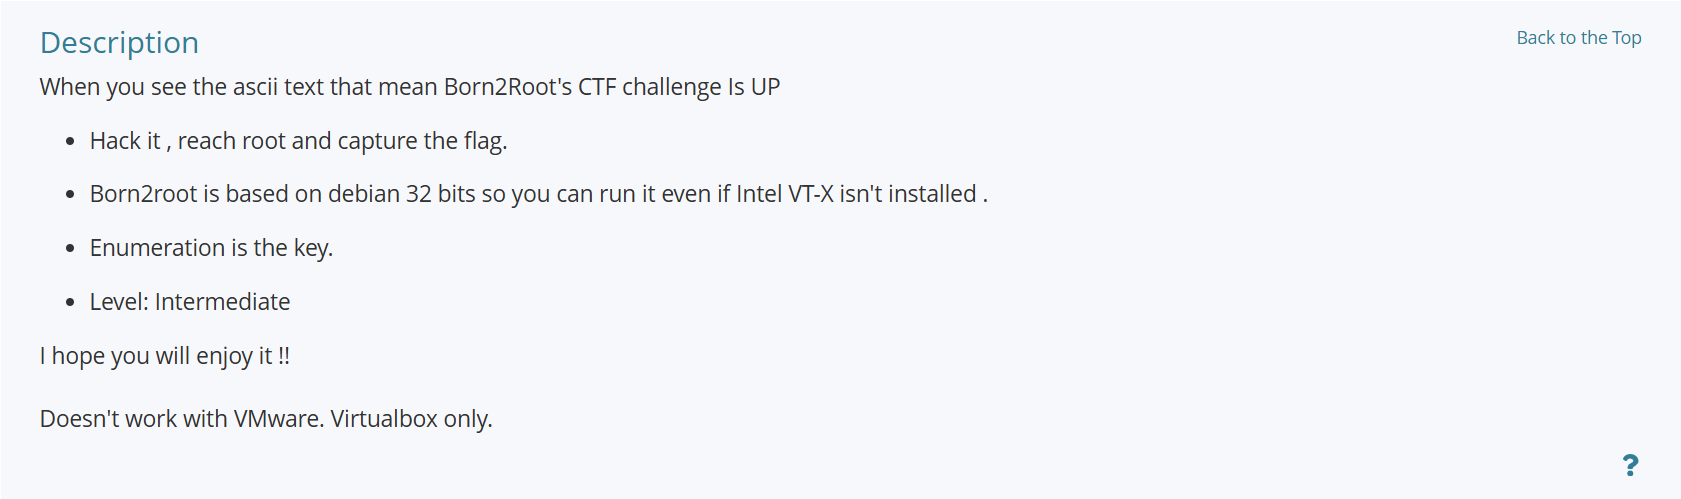 Description
Back to the Top
When you see the ascii text that mean Born2Root's CTF challenge Is UP
• Hack it , reach root and capture the flag.
• Born2root is based on debian 32 bits so you can run it even if Intel VT-X isn't installed .
• Enumeration is the key.
• Level: Intermediate
I hope you will enjoy it !!
Doesn't work with VMware. Virtualbox only.
?